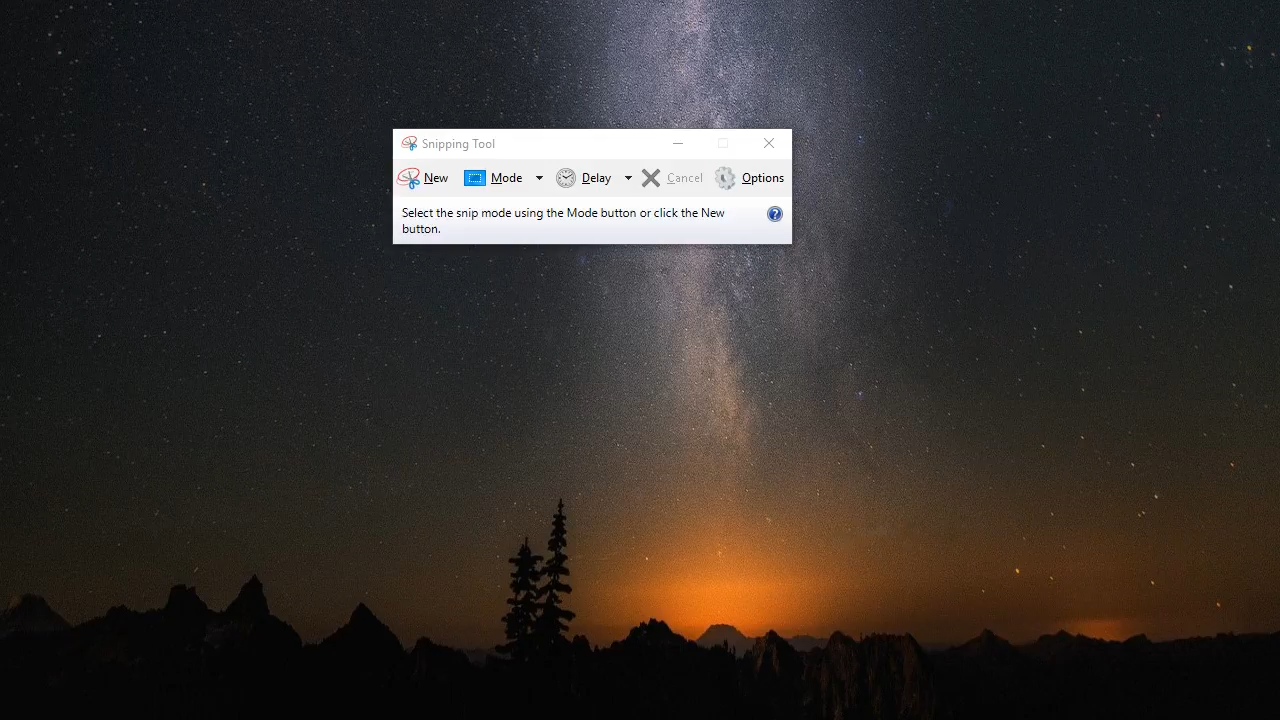 Snipping Tool
New Mode Delay Cancel Options
Select the snip mode using the Mode button or click the New
button.